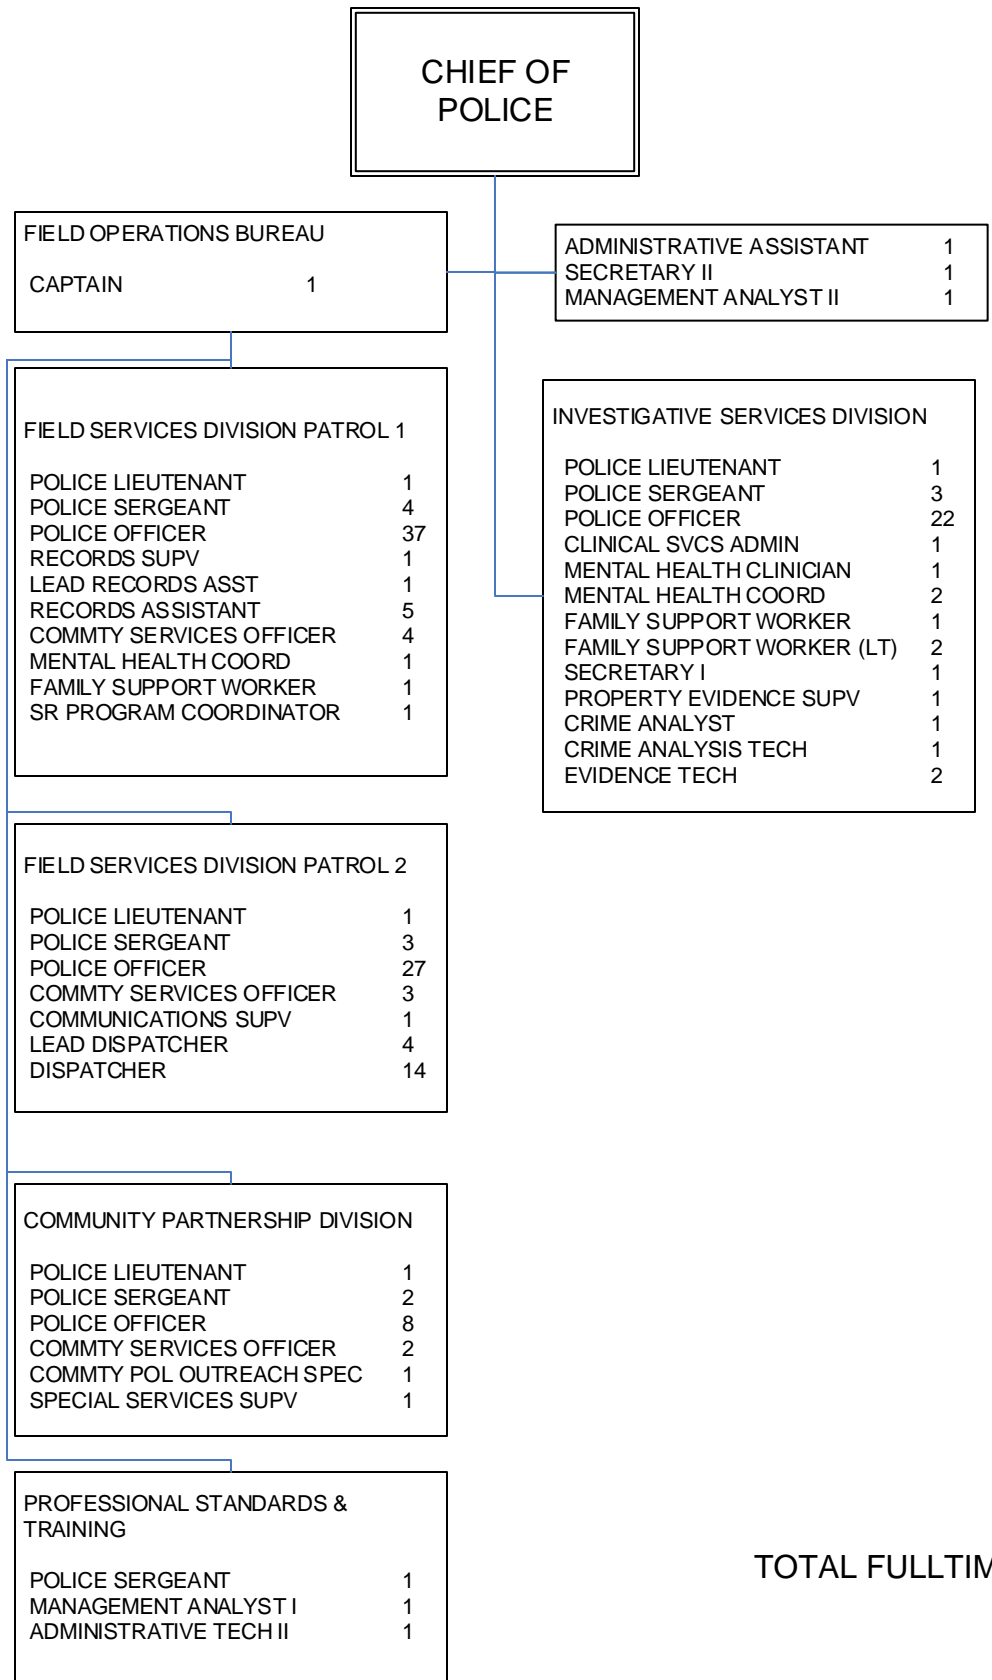 CHIEF OF
POLICE
FIELD OPERATIONS BUREAU
CAPTAIN 1
ADMINISTRATIVE ASSISTANT 1
SECRETARY II 1
MANAGEMENT ANALYST II 1
FIELD SERVICES DIVISION PATROL 1
POLICE LIEUTENANT 1
POLICE SERGEANT 4
POLICE OFFICER 37
RECORDS SUPV 1
LEAD RECORDS ASST 1
RECORDS ASSISTANT 5
COMMTY SERVICES OFFICER 4
MENTAL HEALTH COORD 1
FAMILY SUPPORT WORKER 1
SR PROGRAM COORDINATOR 1
INVESTIGATIVE SERVICES DIVISION
POLICE LIEUTENANT 1
POLICE SERGEANT 3
POLICE OFFICER 22
CLINICAL SVCS ADMIN 1
MENTAL HEALTH CLINICIAN 1
MENTAL HEALTH COORD 2
FAMILY SUPPORT WORKER 1
FAMILY SUPPORT WORKER (LT) 2
SECRETARY I 1
PROPERTY EVIDENCE SUPV 1
CRIME ANALYST 1
CRIME ANALYSIS TECH 1
EVIDENCE TECH 2
FIELD SERVICES DIVISION PATROL 2
POLICE LIEUTENANT 1
POLICE SERGEANT 3
POLICE OFFICER 27
COMMTY SERVICES OFFICER 3
COMMUNICATIONS SUPV 1
LEAD DISPATCHER 4
DISPATCHER 14
COMMUNITY PARTNERSHIP DIVISION
POLICE LIEUTENANT 1
POLICE SERGEANT 2
POLICE OFFICER 8
COMMTY SERVICES OFFICER 2
COMMTY POL OUTREACH SPEC 1
SPECIAL SERVICES SUPV 1
PROFESSIONAL STANDARDS &
TRAINING
POLICE SERGEANT 1
MANAGEMENT ANALYST I 1
ADMINISTRATIVE TECH II 1
TOTAL FULLTIM